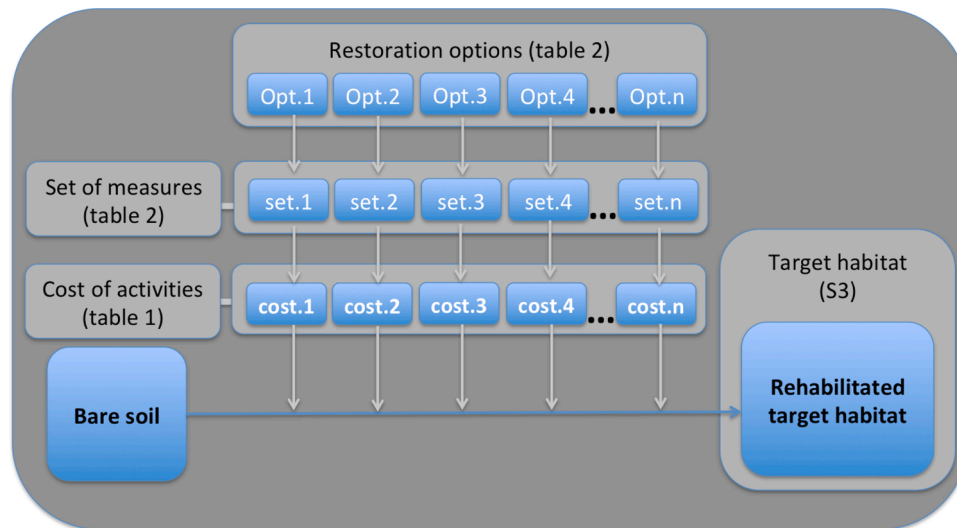 Restoration options (table 2)
Opt.1 Opt.2 Opt.3 Opt.4 ... Opt.n
Set of measures
(table 2)
set.1 set.2 set.3 set.4 ... set.n
Cost of activities
(table 1)
cost.1 cost.2 cost.3 cost.4 ... cost.n
Target habitat
(S3)
Bare soil
Rehabilitated
target habitat